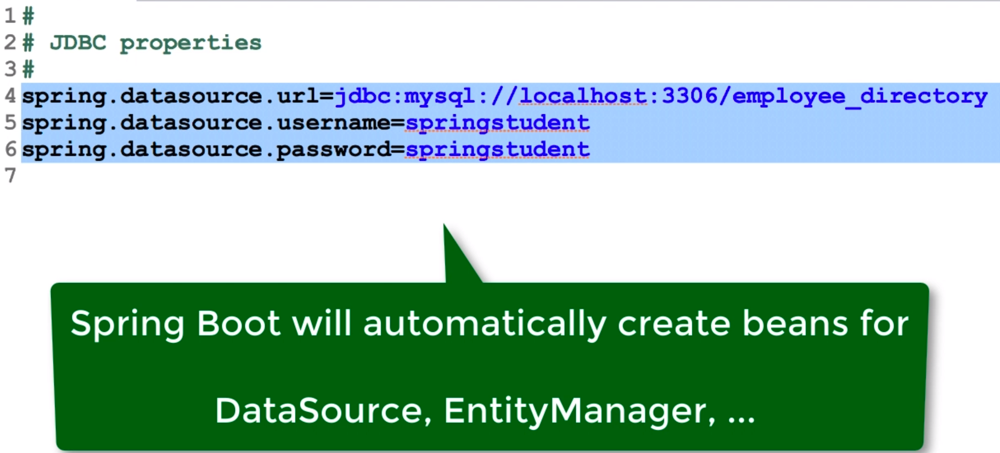 1 #
2 # JDBC properties
3 #
4 spring.datasource.url=jdbc:mysql://localhost:3306/employee_directory
5 spring.datasource.username=springstudent
6 spring.datasource.password=springstudent
7
Spring Boot will automatically create beans for
DataSource, EntityManager, ...